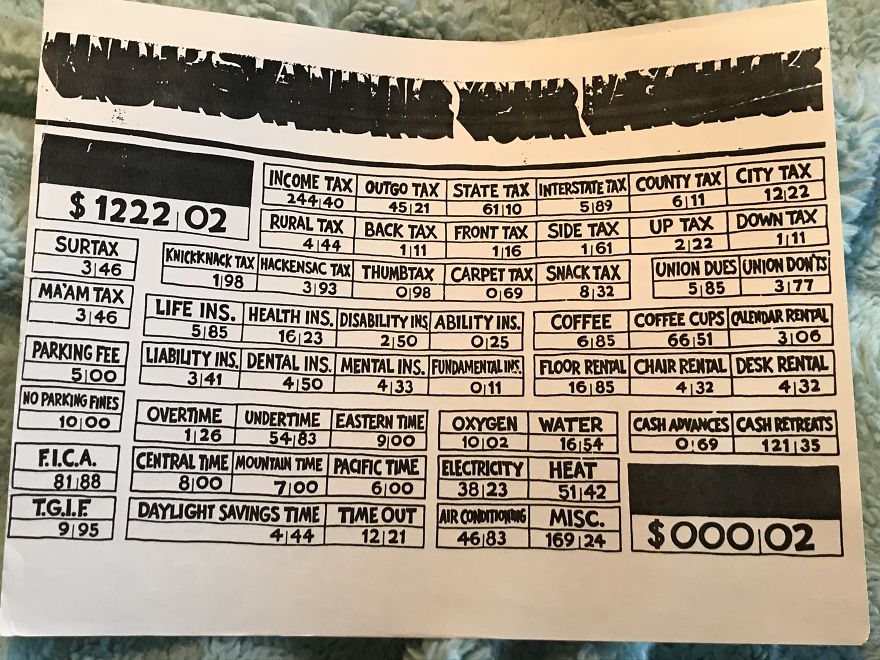 UNDERSTANDING YOUR PAYCHECK
$1222|02
INCOME TAX OUTGO TAX STATE TAX INTERSTATE TAX COUNTY TAX CITY TAX
244|40 45|21 61|10 5|89 6|11 12|22
RURAL TAX BACK TAX FRONT TAX SIDE TAX UP TAX DOWN TAX
4|44 1|11 1|16 1|61 2|22 1|11
SURTAX KNICKKNACK TAX HACKENSAC TAX THUMBTAX CARPET TAX SNACK TAX UNION DUES UNION DON'TS
3|46 1|98 3|93 0|98 0|69 8|32 5|85 3|77
MA'AM TAX LIFE INS. HEALTH INS. DISABILITY INS. ABILITY INS. COFFEE COFFEE CUPS CALENDAR RENTAL
3|46 5|85 16|23 2|50 0|25 6|85 66|51 3|06
PARKING FEE LIABILITY INS. DENTAL INS. MENTAL INS. FUNDAMENTAL INS. FLOOR RENTAL CHAIR RENTAL DESK RENTAL
5|00 3|41 4|50 4|33 0|11 16|85 4|32 4|32
NO PARKING FINES OVERTIME UNDERTIME EASTERN TIME OXYGEN WATER CASH ADVANCES CASH RETREATS
10|00 1|26 54|83 9|00 10|02 16|54 0|69 121|35
F.I.C.A. CENTRAL TIME MOUNTAIN TIME PACIFIC TIME ELECTRICITY HEAT
81|88 8|00 7|00 6|00 38|23 51|42
T.G.I.F. DAYLIGHT SAVINGS TIME TIME OUT AIR CONDITIONING MISC.
9|95 4|44 12|21 46|83 169|24
$000|02